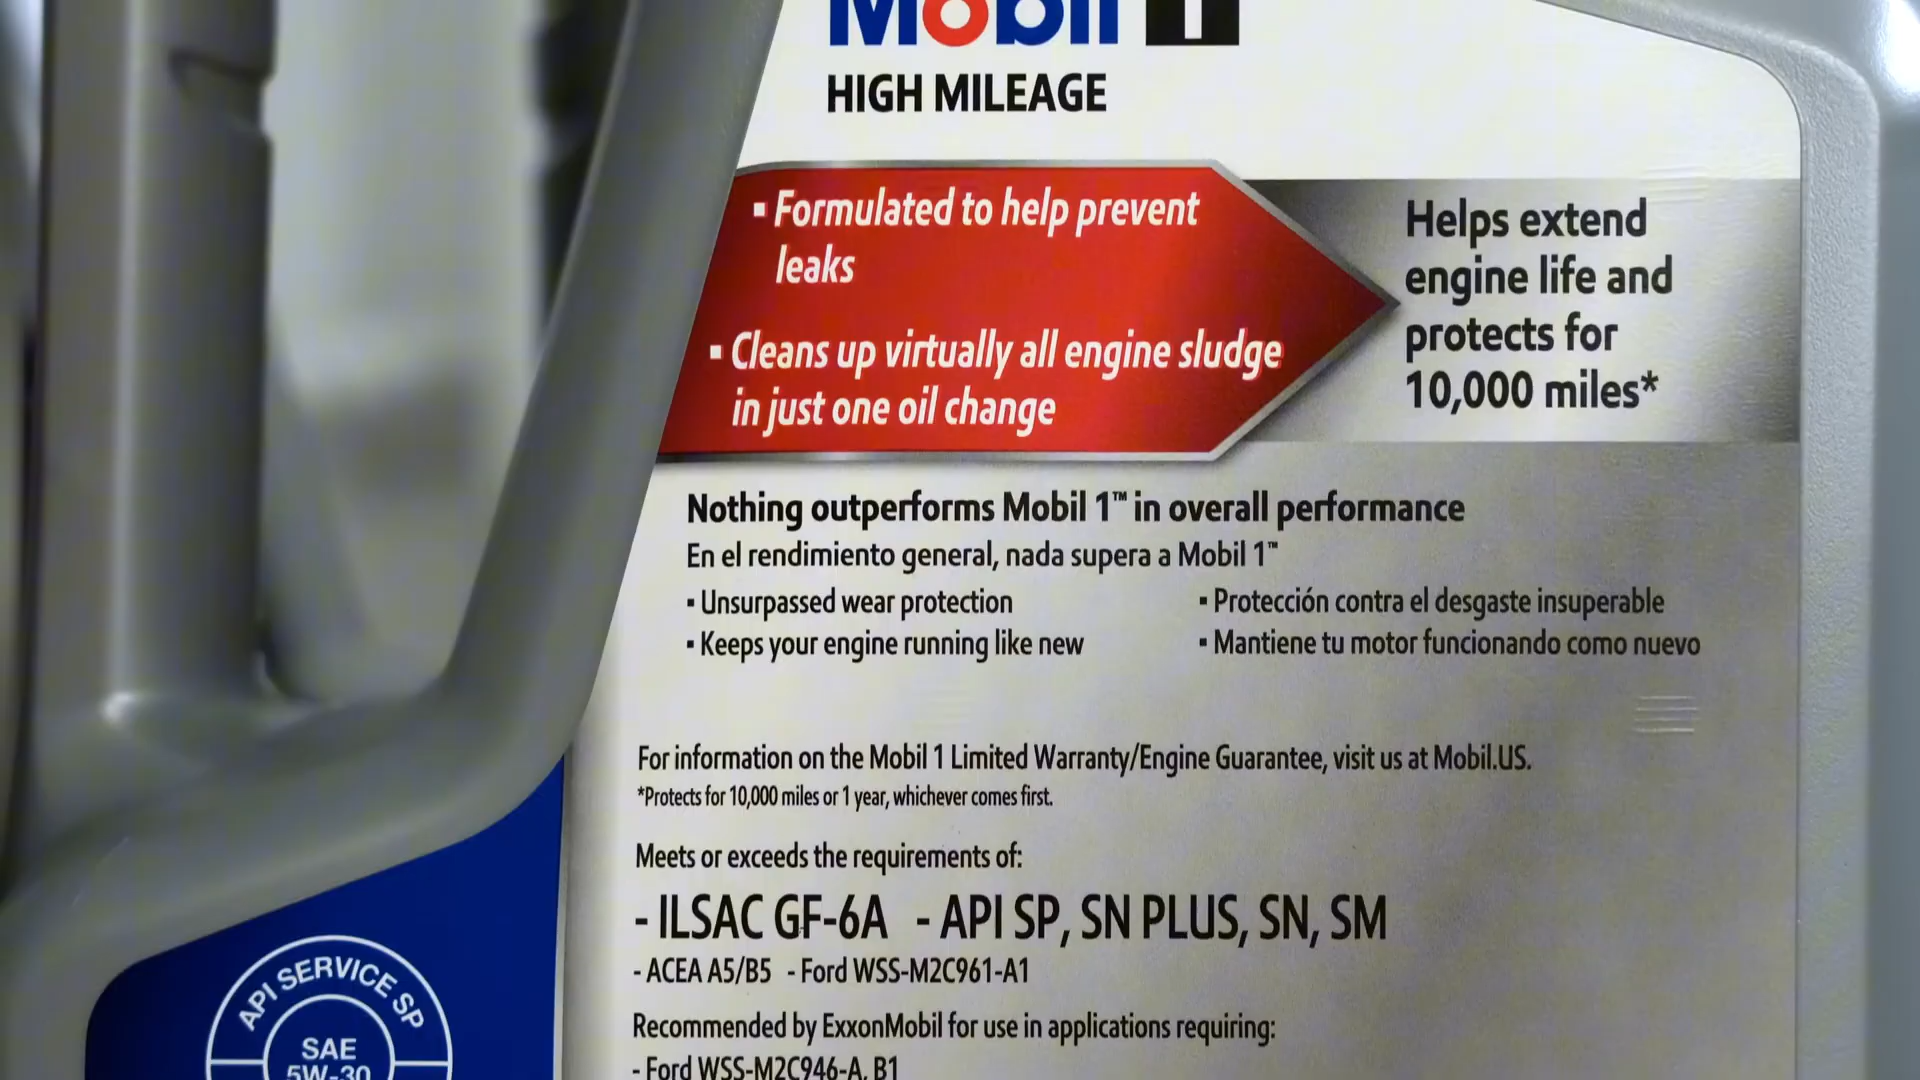 Mobil 1
HIGH MILEAGE
▪ Formulated to help prevent
leaks
▪ Cleans up virtually all engine sludge
in just one oil change
Helps extend
engine life and
protects for
10,000 miles*
Nothing outperforms Mobil 1™ in overall performance
En el rendimiento general, nada supera a Mobil 1™
▪ Unsurpassed wear protection
▪ Keeps your engine running like new
▪ Protección contra el desgaste insuperable
▪ Mantiene tu motor funcionando como nuevo
For information on the Mobil 1 Limited Warranty/Engine Guarantee, visit us at Mobil.US.
*Protects for 10,000 miles or 1 year, whichever comes first.
Meets or exceeds the requirements of:
- ILSAC GF-6A - API SP, SN PLUS, SN, SM
- ACEA A5/B5 - Ford WSS-M2C961-A1
Recommended by ExxonMobil for use in applications requiring:
- Ford WSS-M2C946-A, B1
API SERVICE SP
SAE
5W-30